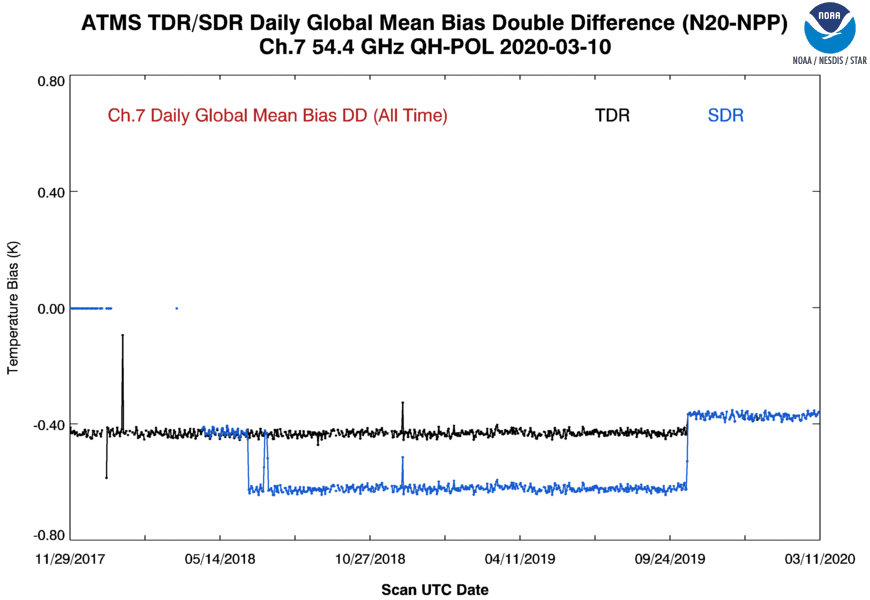 ATMS TDR/SDR Daily Global Mean Bias Double Difference (N20-NPP)
Ch.7 54.4 GHz QH-POL 2020-03-10
NOAA
NOAA / NESDIS / STAR
Ch.7 Daily Global Mean Bias DD (All Time) TDR SDR
0.80
0.40
0.00
-0.40
-0.80
Temperature Bias (K)
11/29/2017 05/14/2018 10/27/2018 04/11/2019 09/24/2019 03/11/2020
Scan UTC Date